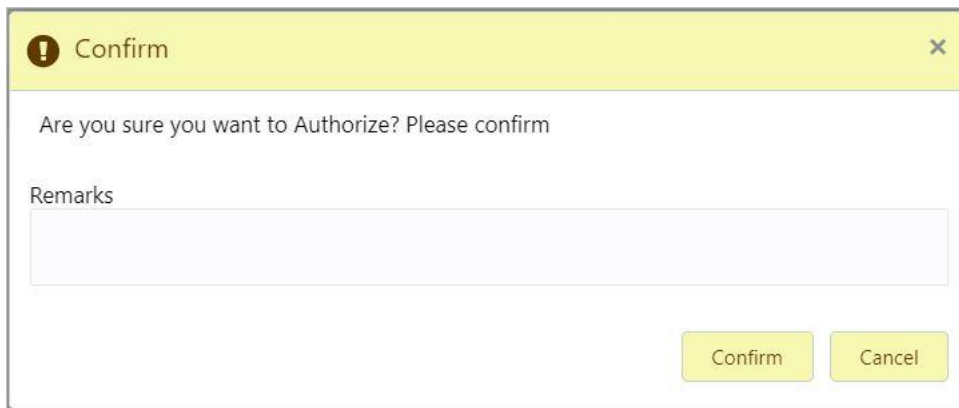 Confirm
Are you sure you want to Authorize? Please confirm
Remarks
Confirm Cancel